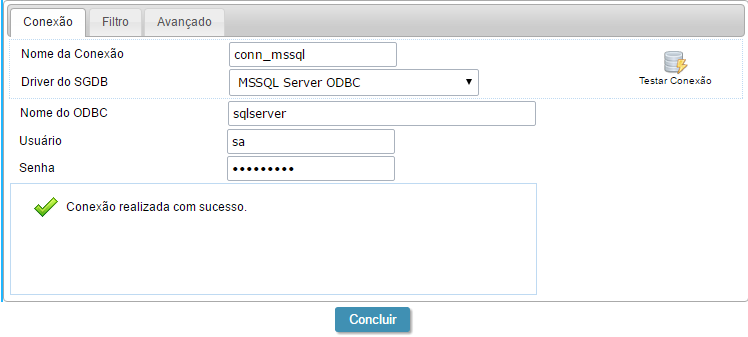 Conexão Filtro Avançado
Nome da Conexão conn_mssql
Driver do SGDB MSSQL Server ODBC
Testar Conexão
Nome do ODBC sqlserver
Usuário sa
Senha •••••••••
Conexão realizada com sucesso.
Concluir